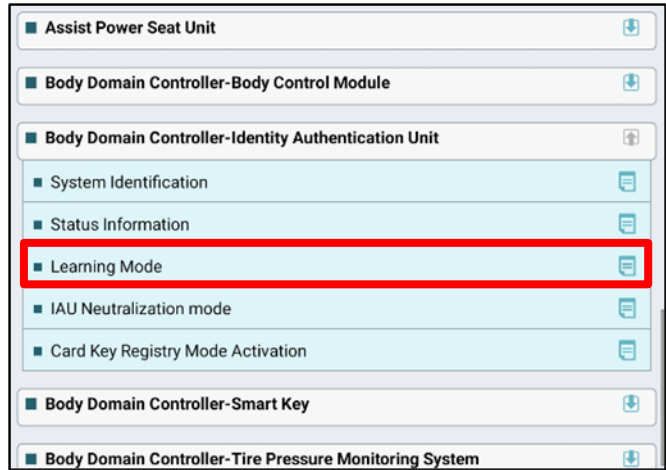 Assist Power Seat Unit
Body Domain Controller-Body Control Module
Body Domain Controller-Identity Authentication Unit
System Identification
Status Information
Learning Mode
IAU Neutralization mode
Card Key Registry Mode Activation
Body Domain Controller-Smart Key
Body Domain Controller-Tire Pressure Monitoring System